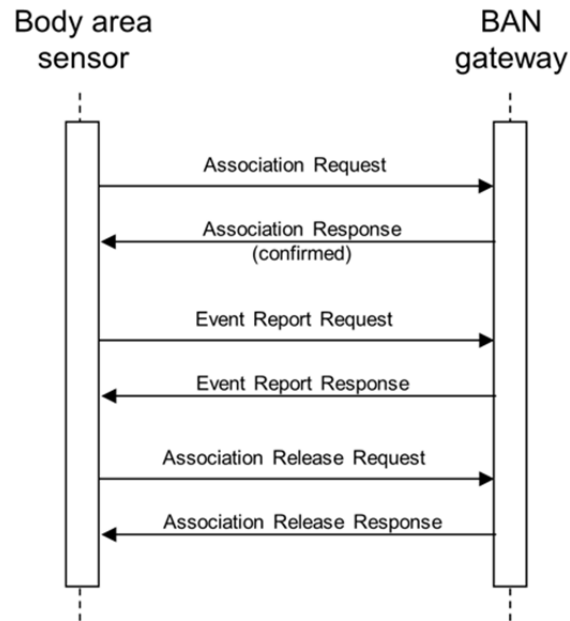 Body area
sensor
BAN
gateway
Association Request
Association Response
(confirmed)
Event Report Request
Event Report Response
Association Release Request
Association Release Response